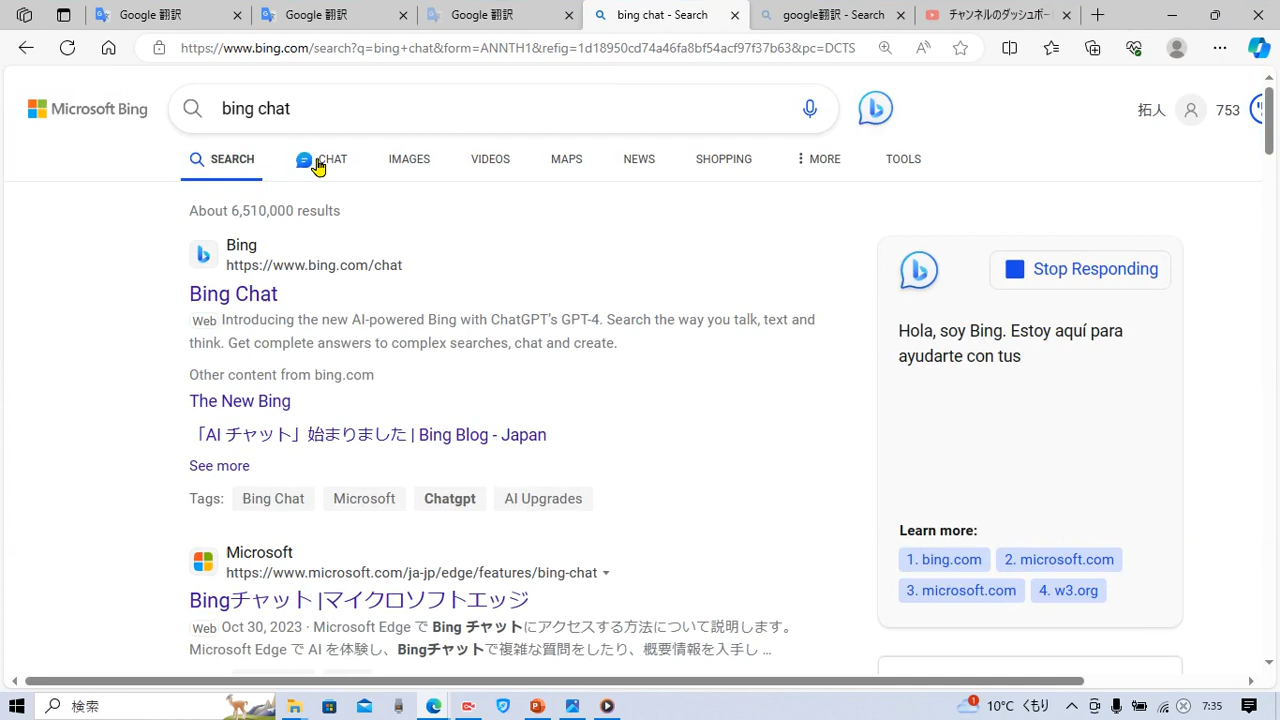 Google 翻訳
Google 翻訳
Google 翻訳
bing chat - Search
google翻訳 - Search
チャンネルのダッシュボー
https://www.bing.com/search?q=bing+chat&form=ANNTH1&refig=1d18950cd74a46fa8bf54acf97f37b63&pc=DCTS
Microsoft Bing
bing chat
拓人
753
SEARCH
CHAT
IMAGES
VIDEOS
MAPS
NEWS
SHOPPING
MORE
TOOLS
About 6,510,000 results
Bing
https://www.bing.com/chat
Bing Chat
Web Introducing the new AI-powered Bing with ChatGPT's GPT-4. Search the way you talk, text and
think. Get complete answers to complex searches, chat and create.
Other content from bing.com
The New Bing
「AI チャット」始まりました | Bing Blog - Japan
See more
Tags: Bing Chat Microsoft Chatgpt AI Upgrades
Microsoft
https://www.microsoft.com/ja-jp/edge/features/bing-chat
Bingチャット |マイクロソフトエッジ
Web Oct 30, 2023 · Microsoft Edge で Bing チャットにアクセスする方法について説明します。
Microsoft Edge で AI を体験し、Bingチャットで複雑な質問をしたり、概要情報を入手し ...
Stop Responding
Hola, soy Bing. Estoy aquí para
ayudarte con tus
Learn more:
1. bing.com 2. microsoft.com
3. microsoft.com 4. w3.org
検索
1
10°C くもり
7:35